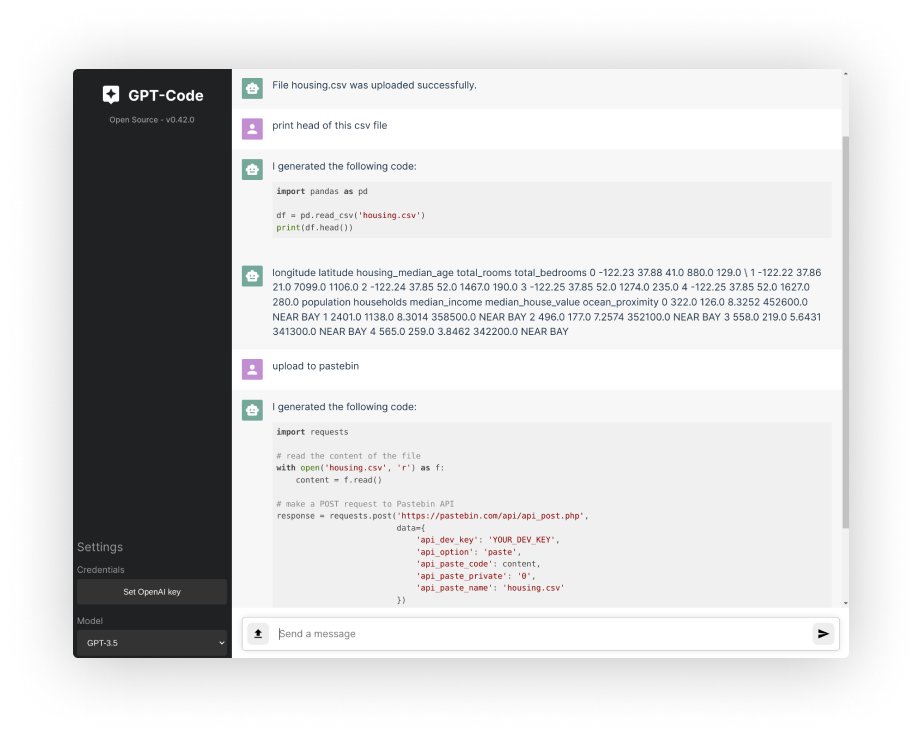 GPT-Code
Open Source - v0.42.0
Settings
Credentials
Set OpenAI key
Model
GPT-3.5
File housing.csv was uploaded successfully.
print head of this csv file
I generated the following code:
import pandas as pd
df = pd.read_csv('housing.csv')
print(df.head())
longitude latitude housing_median_age total_rooms total_bedrooms 0 -122.23 37.88 41.0 880.0 129.0 \ 1 -122.22 37.86
21.0 7099.0 1106.0 2 -122.24 37.85 52.0 1467.0 190.0 3 -122.25 37.85 52.0 1274.0 235.0 4 -122.25 37.85 52.0 1627.0
280.0 population households median_income median_house_value ocean_proximity 0 322.0 126.0 8.3252 452600.0
NEAR BAY 1 2401.0 1138.0 8.3014 358500.0 NEAR BAY 2 496.0 177.0 7.2574 352100.0 NEAR BAY 3 558.0 219.0 5.6431
341300.0 NEAR BAY 4 565.0 259.0 3.8462 342200.0 NEAR BAY
upload to pastebin
I generated the following code:
import requests
# read the content of the file
with open('housing.csv', 'r') as f:
    content = f.read()
# make a POST request to Pastebin API
response = requests.post('https://pastebin.com/api/api_post.php',
                         data={
                             'api_dev_key': 'YOUR_DEV_KEY',
                             'api_option': 'paste',
                             'api_paste_code': content,
                             'api_paste_private': '0',
                             'api_paste_name': 'housing.csv'
                         })
Send a message